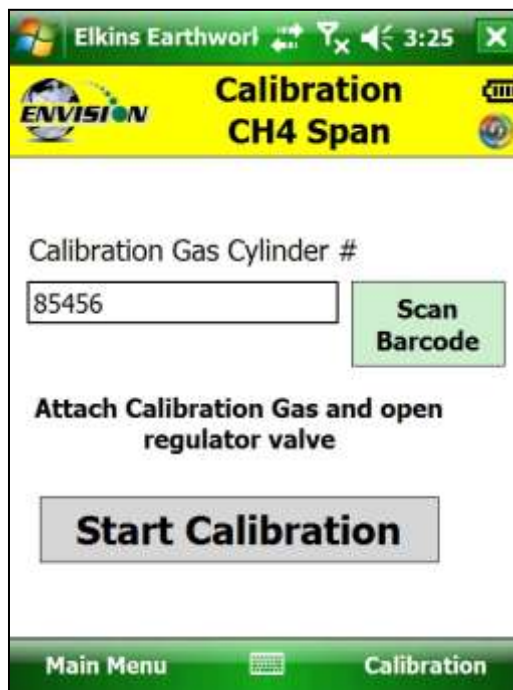 Elkins Earthworl 3:25
ENVISION
Calibration
CH4 Span
Calibration Gas Cylinder #
85456
Scan
Barcode
Attach Calibration Gas and open
regulator valve
Start Calibration
Main Menu Calibration